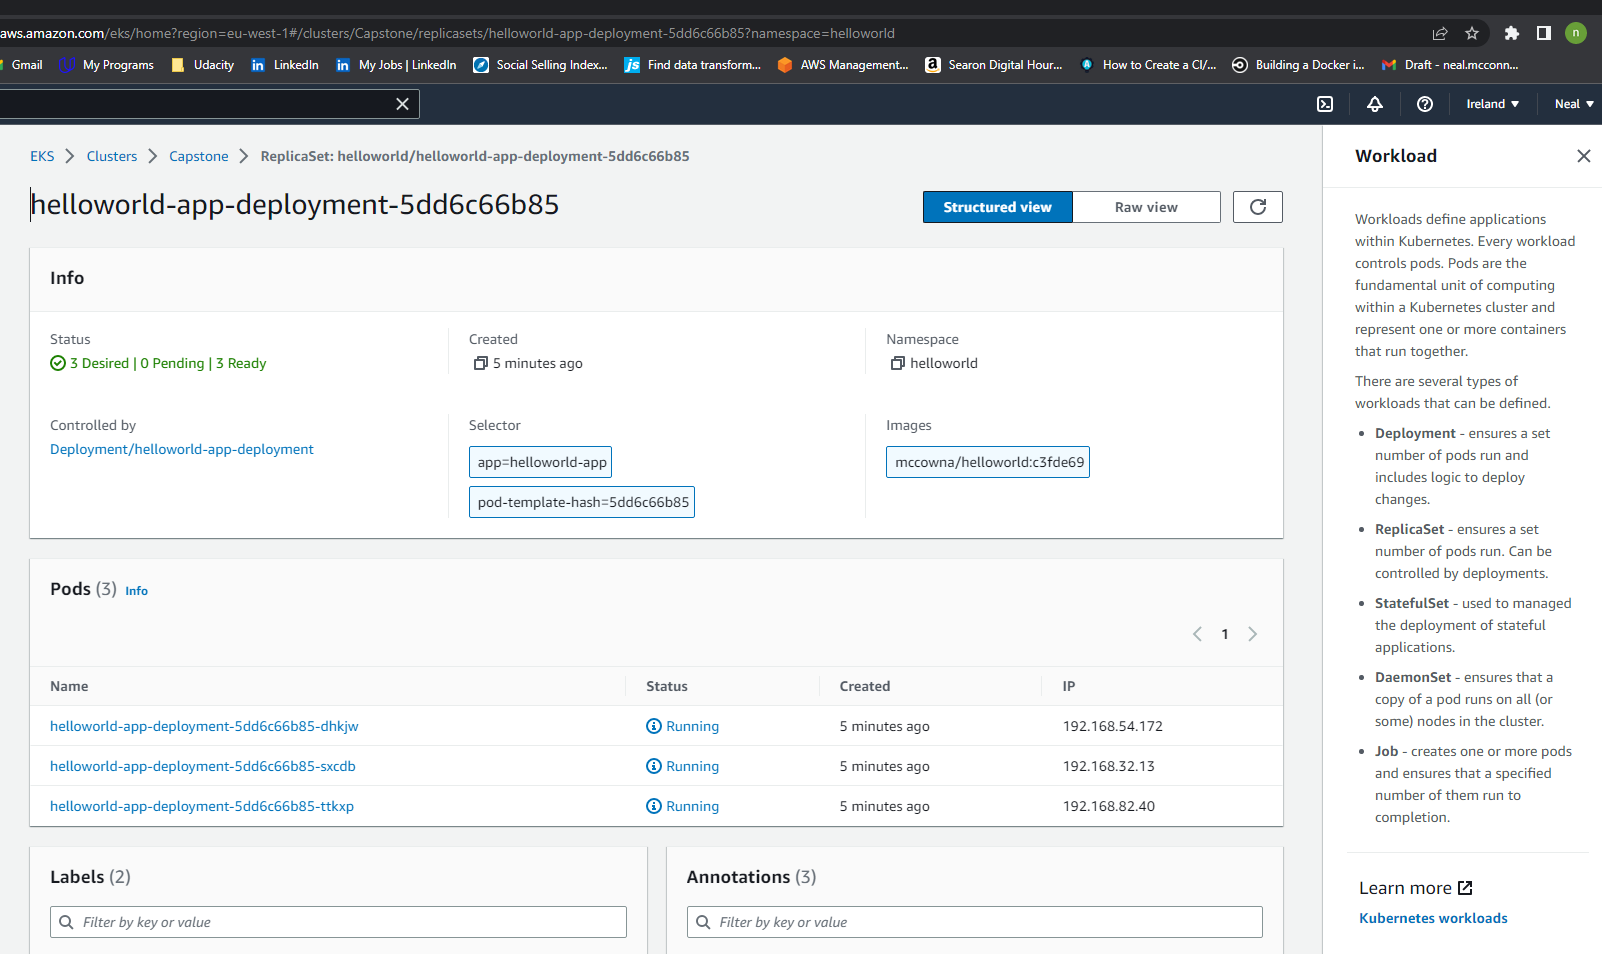 aws.amazon.com/eks/home?region=eu-west-1#/clusters/Capstone/replicasets/helloworld-app-deployment-5dd6c66b85?namespace=helloworld
n
Gmail My Programs Udacity LinkedIn My Jobs | LinkedIn Social Selling Index... Find data transform... AWS Management... Searon Digital Hour... How to Create a CI/... Building a Docker i... Draft - neal.mcconn...
Ireland Neal
EKS Clusters Capstone ReplicaSet: helloworld/helloworld-app-deployment-5dd6c66b85
helloworld-app-deployment-5dd6c66b85
Structured view Raw view
Info
Status Created Namespace
3 Desired | 0 Pending | 3 Ready 5 minutes ago helloworld
Controlled by Selector Images
Deployment/helloworld-app-deployment app=helloworld-app mccowna/helloworld:c3fde69
pod-template-hash=5dd6c66b85
Pods (3) Info
1
Name Status Created IP
helloworld-app-deployment-5dd6c66b85-dhkjw Running 5 minutes ago 192.168.54.172
helloworld-app-deployment-5dd6c66b85-sxcdb Running 5 minutes ago 192.168.32.13
helloworld-app-deployment-5dd6c66b85-ttkxp Running 5 minutes ago 192.168.82.40
Labels (2)
Filter by key or value
Annotations (3)
Filter by key or value
Workload
Workloads define applications
within Kubernetes. Every workload
controls pods. Pods are the
fundamental unit of computing
within a Kubernetes cluster and
represent one or more containers
that run together.
There are several types of
workloads that can be defined.
• Deployment - ensures a set
number of pods run and
includes logic to deploy
changes.
• ReplicaSet - ensures a set
number of pods run. Can be
controlled by deployments.
• StatefulSet - used to managed
the deployment of stateful
applications.
• DaemonSet - ensures that a
copy of a pod runs on all (or
some) nodes in the cluster.
• Job - creates one or more pods
and ensures that a specified
number of them run to
completion.
Learn more
Kubernetes workloads